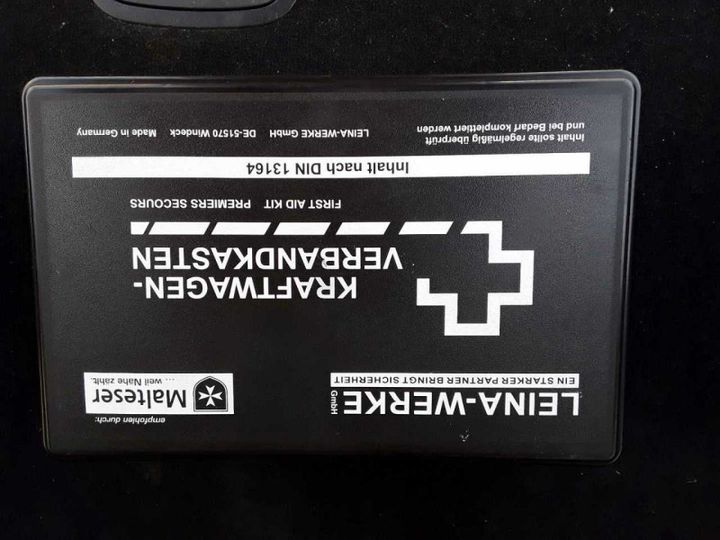 LEINA-WERKE GmbH
EIN STARKER PARTNER BRINGT SICHERHEIT
empfohlen durch:
Malteser
... weil Nähe zählt.
KRAFTWAGEN-
VERBANDKASTEN
FIRST AID KIT PREMIERS SECOURS
Inhalt nach DIN 13164
Inhalt sollte regelmäßig überprüft
und bei Bedarf komplettiert werden
LEINA-WERKE GmbH DE-51570 Windeck Made in Germany